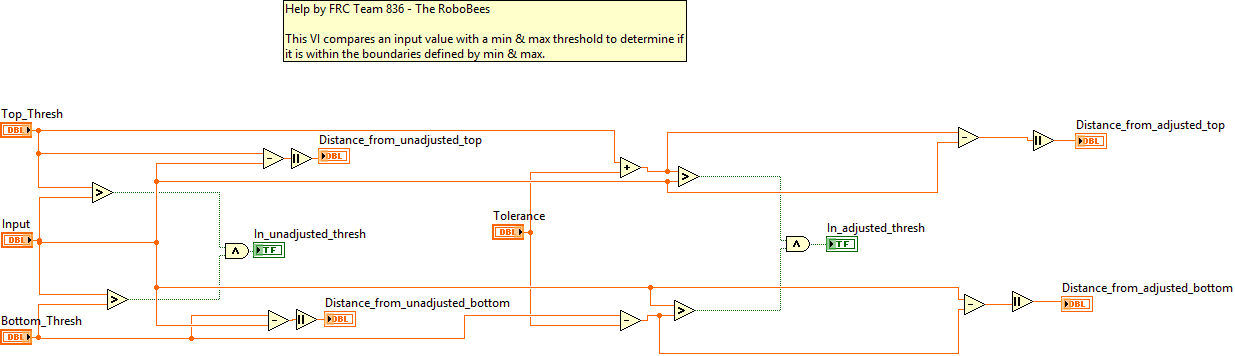 Help by FRC Team 836 - The RoboBees
This VI compares an input value with a min & max threshold to determine if
it is within the boundaries defined by min & max.
Top_Thresh
DBL
Distance_from_unadjusted_top
DBL
Distance_from_adjusted_top
DBL
Input
DBL
In_unadjusted_thresh
TF
Tolerance
DBL
In_adjusted_thresh
TF
Bottom_Thresh
DBL
Distance_from_unadjusted_bottom
DBL
Distance_from_adjusted_bottom
DBL